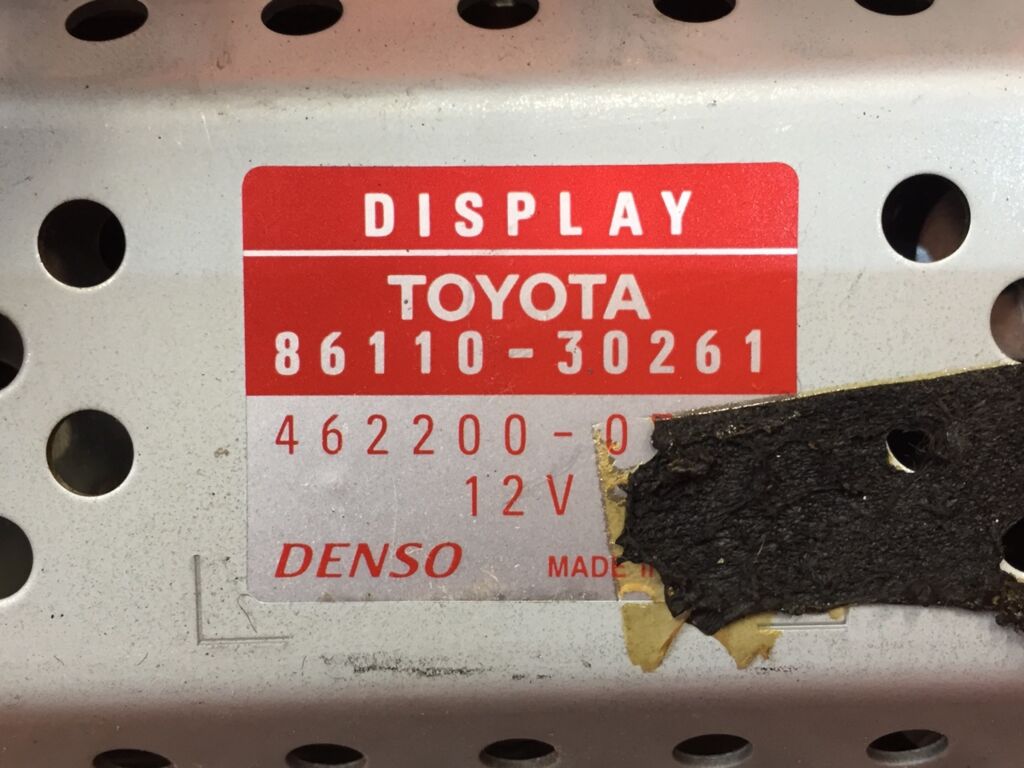 DISPLAY
TOYOTA
86110-30261
462200-0
12V
DENSO MADE